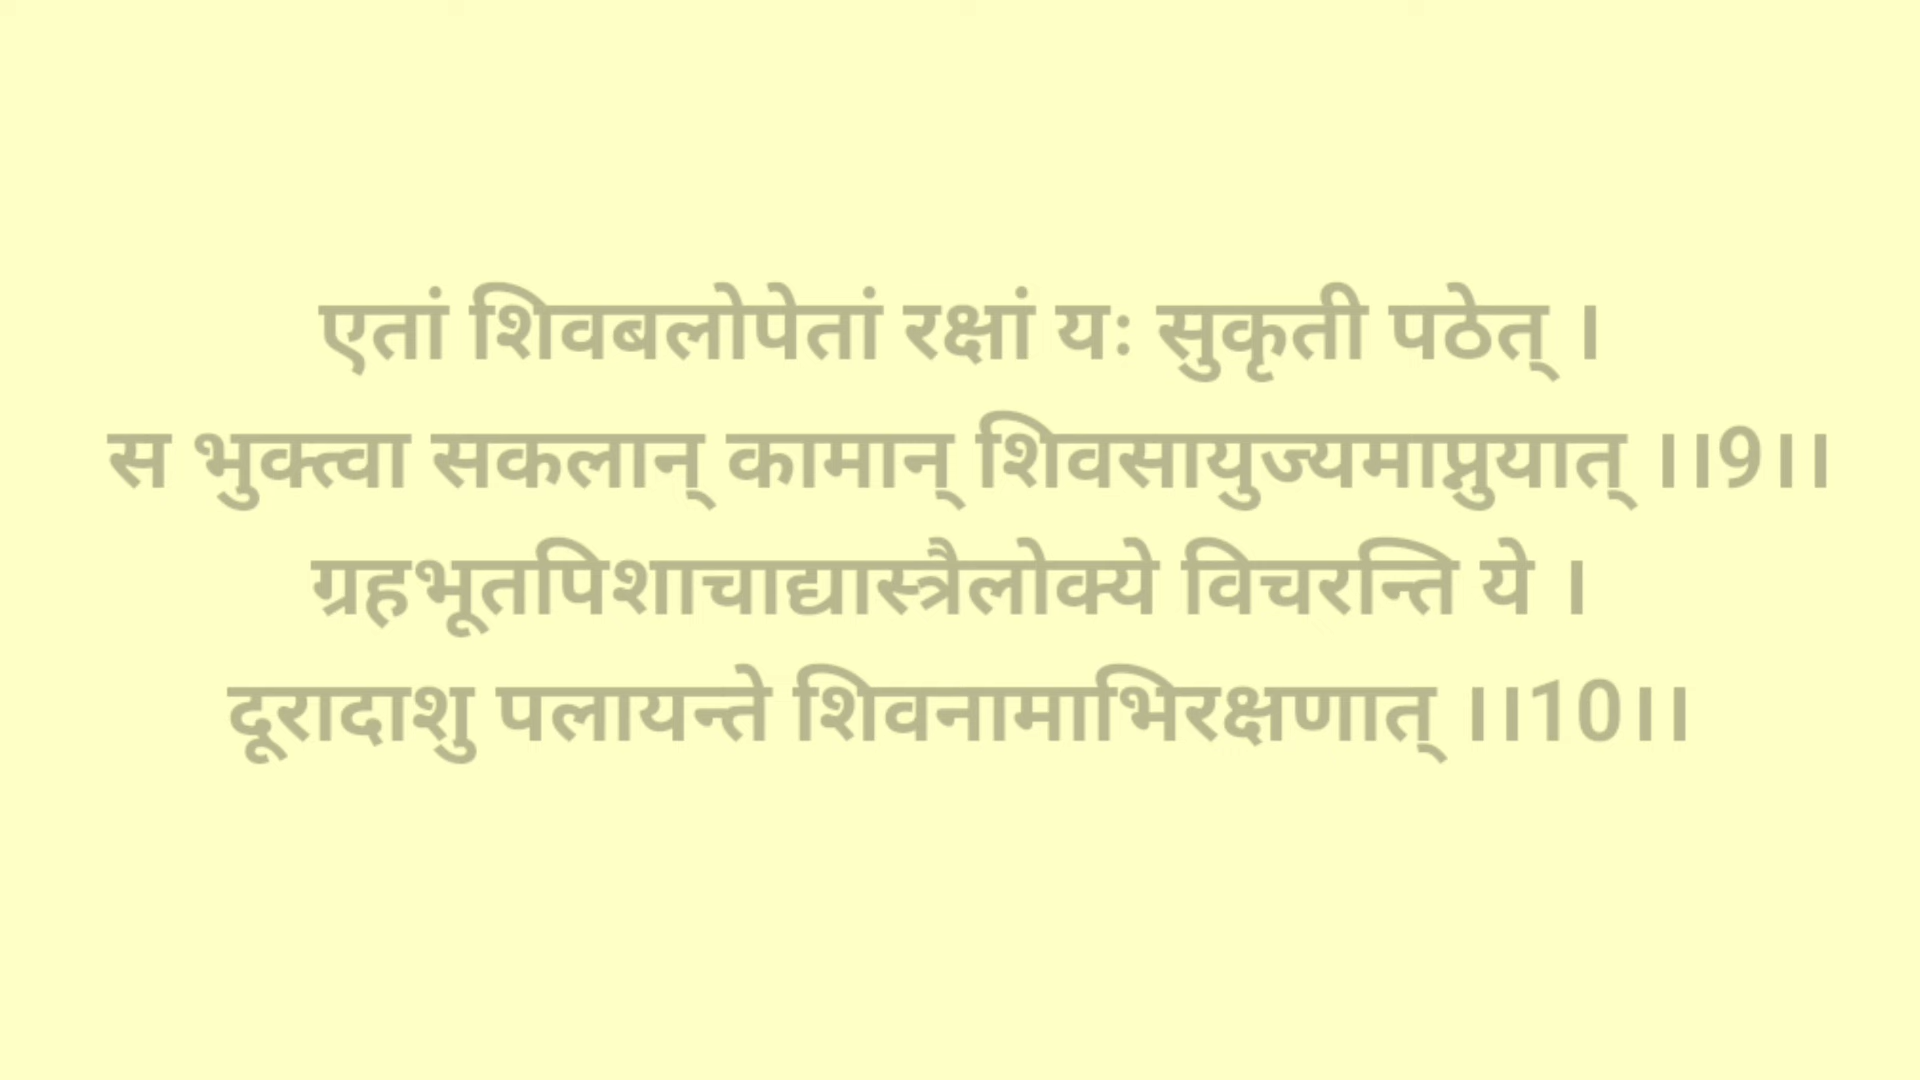 एतां शिवबलोपेतां रक्षां यः सुकृती पठेत् ।
स भुक्त्वा सकलान् कामान् शिवसायुज्यमाप्नुयात् ।।9।।
ग्रहभूतपिशाचाद्यास्त्रैलोक्ये विचरन्ति ये ।
दूरादाशु पलायन्ते शिवनामाभिरक्षणात् ।।10।।